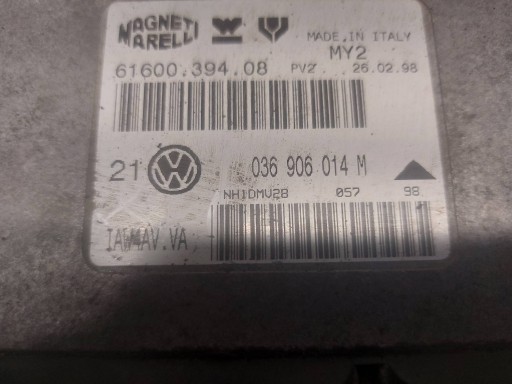 MAGNETI
MARELLI
MADE IN ITALY
MY2
61600.394.08 PVZ 26.02.98
21 036 906 014 M
NHIDMV28 057 98
IAW4AV.VA